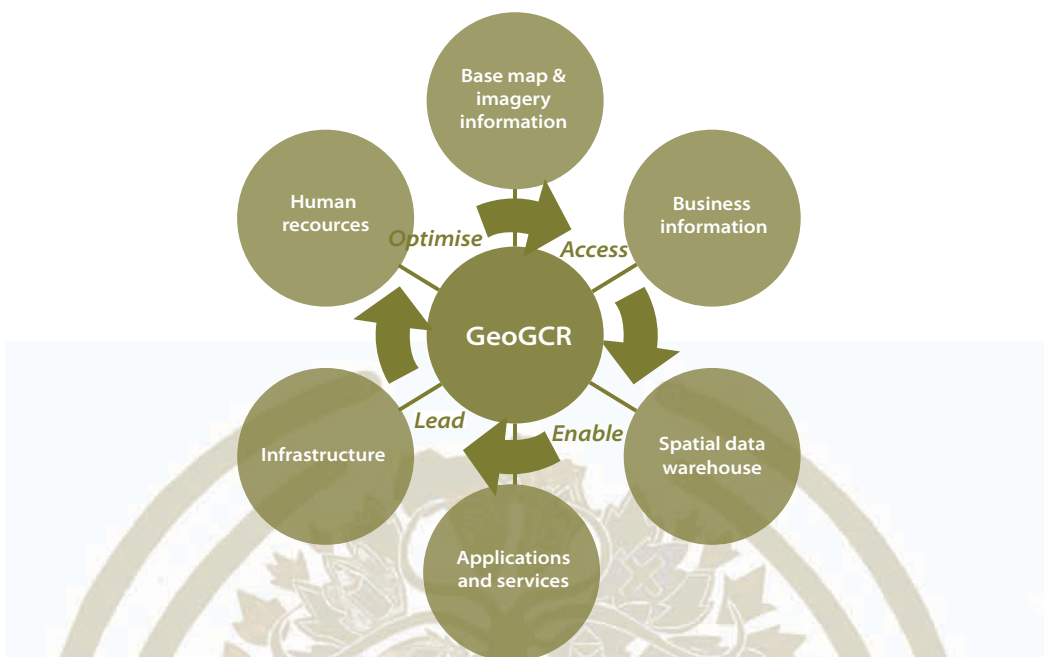 Base map &
imagery
information
Human
recources
Business
information
Optimise
Access
GeoGCR
Lead
Enable
Infrastructure
Spatial data
warehouse
Applications
and services